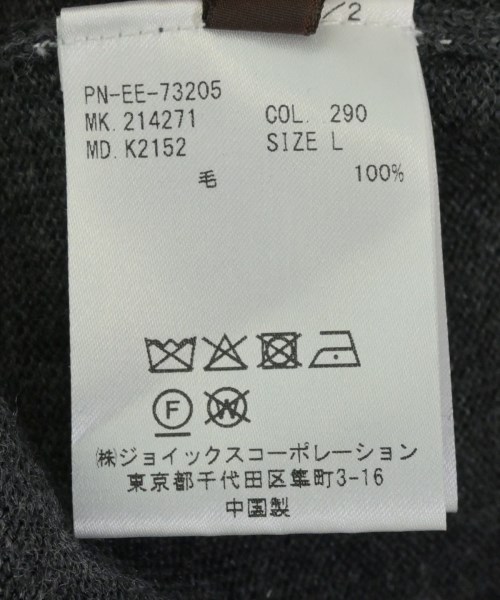 /2
PN-EE-73205
MK. 214271 COL. 290
MD. K2152 SIZE L
毛 100%
F
W
㈱ジョイックスコーポレーション
東京都千代田区隼町3-16
中国製